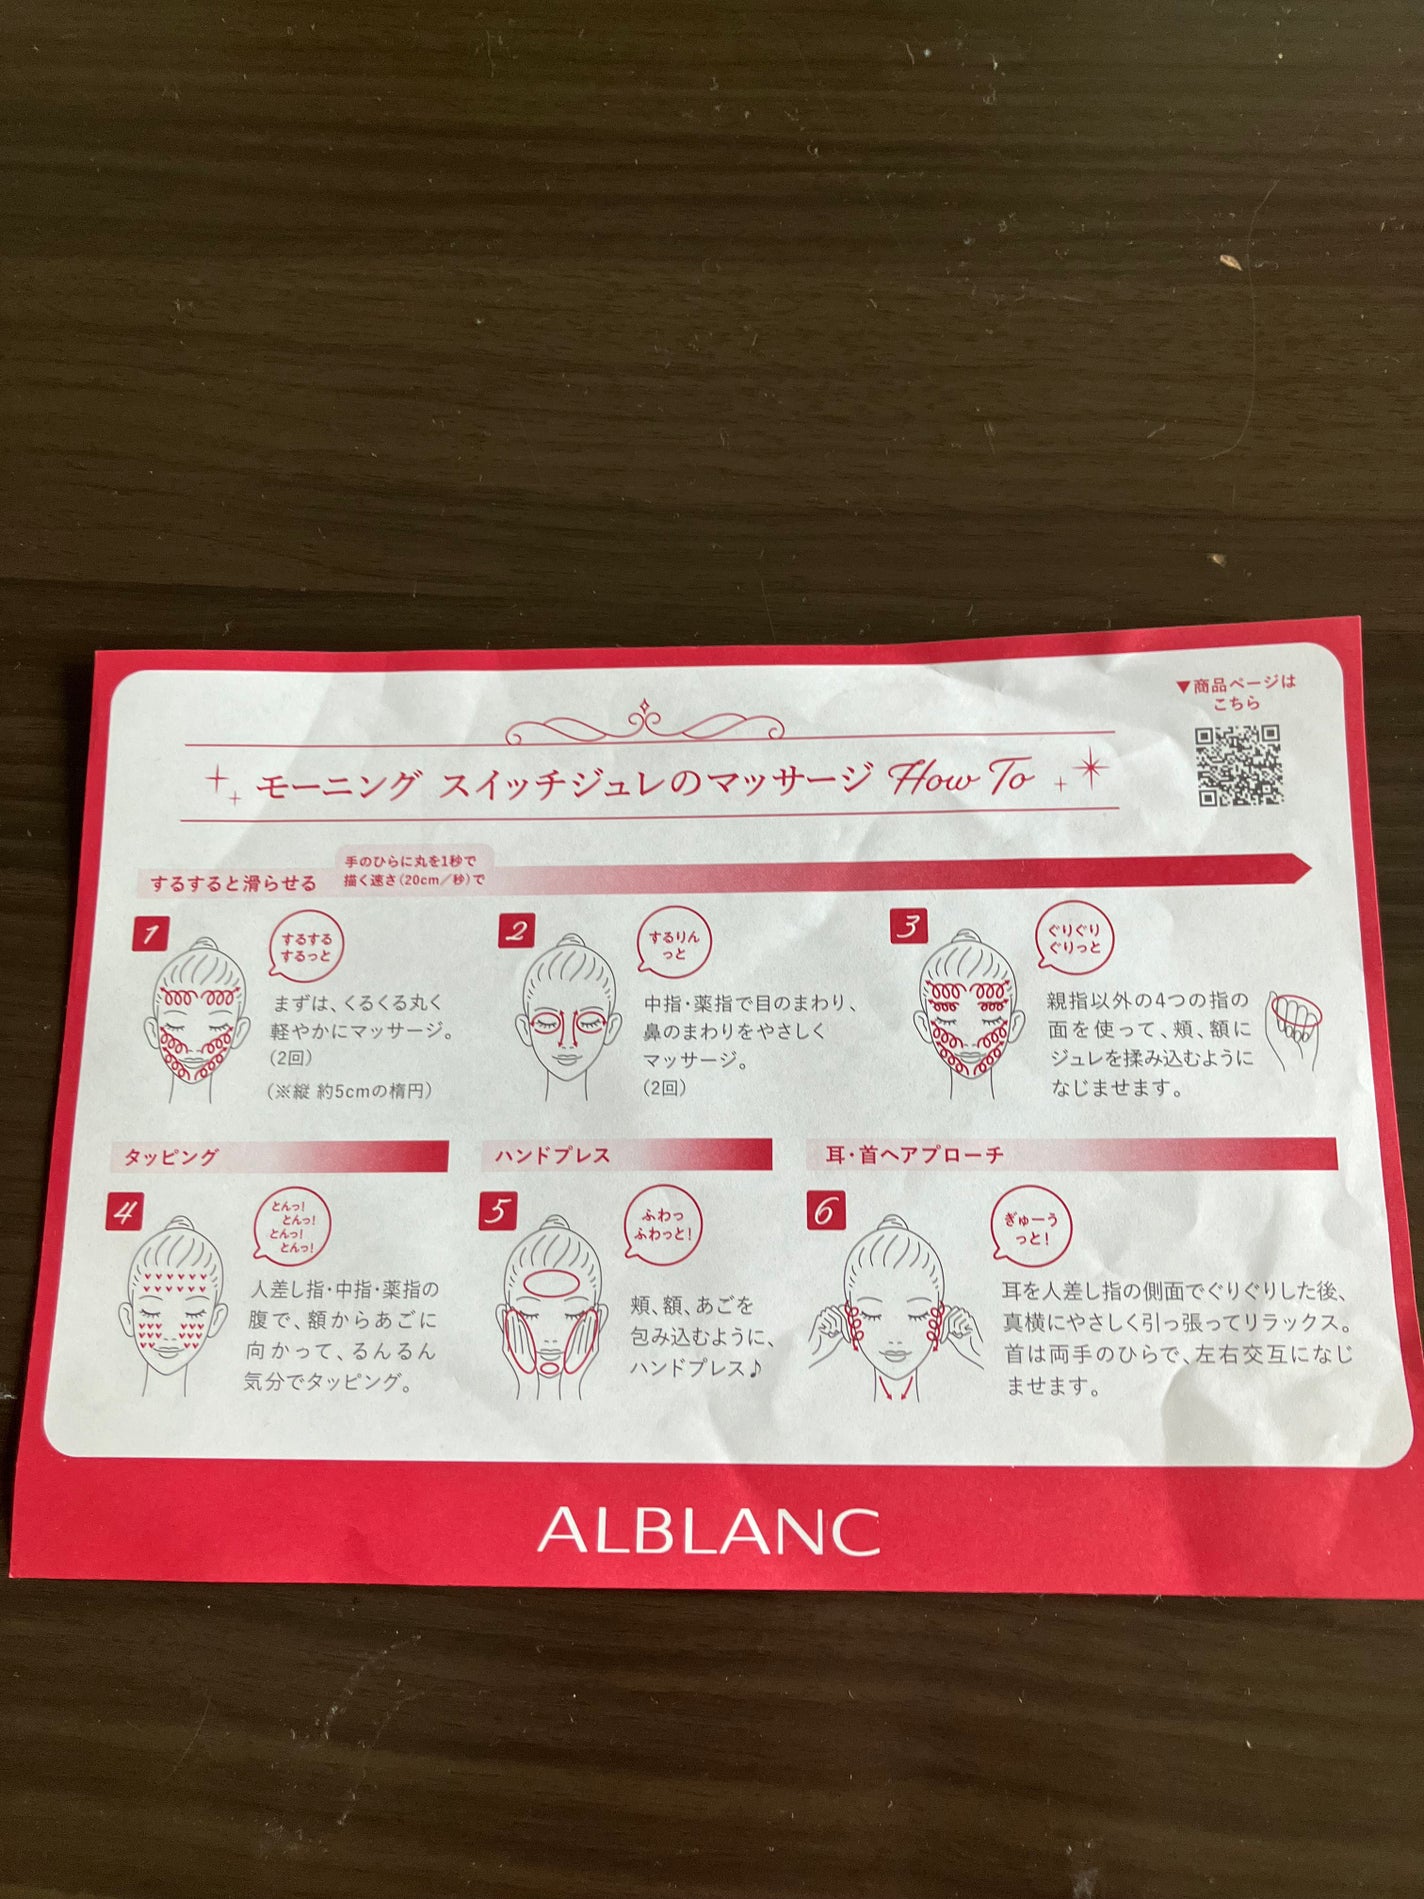 ▼商品ページは
こちら
モーニング スイッチジュレのマッサージ How To
するすると滑らせる
手のひらに丸を1秒で
描く速さ(20cm／秒)で
1
するする
するっと
まずは、くるくる丸く
軽やかにマッサージ。
(2回)
(※縦 約5cmの楕円)
2
するりん
っと
中指・薬指で目のまわり、
鼻のまわりをやさしく
マッサージ。
(2回)
3
ぐりぐり
ぐりっと
親指以外の4つの指の
面を使って、頬、額に
ジュレを揉み込むように
なじませます。
タッピング
4
とんっ!
とんっ!
とんっ!
とんっ!
人差し指・中指・薬指の
腹で、額からあごに
向かって、るんるん
気分でタッピング。
ハンドプレス
5
ふわっ
ふわっと!
頬、額、あごを
包み込むように、
ハンドプレス♪
耳・首へアプローチ
6
ぎゅーう
っと!
耳を人差し指の側面でぐりぐりした後、
真横にやさしく引っ張ってリラックス。
首は両手のひらで、左右交互になじ
ませます。
ALBLANC